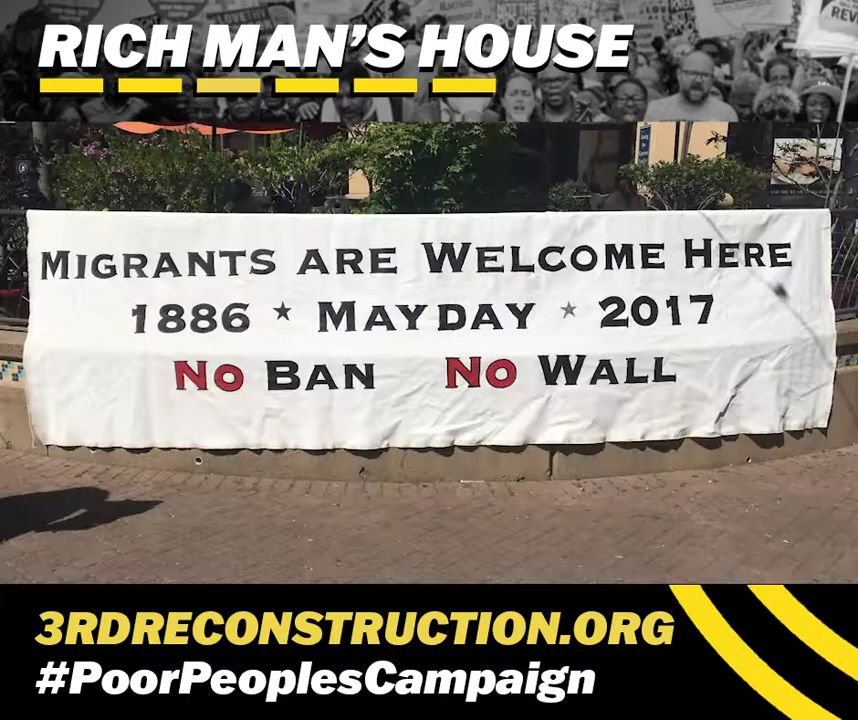 RICH MAN'S HOUSE
MIGRANTS ARE WELCOME HERE
1886 ★ MAYDAY ★ 2017
NO BAN NO WALL
3RDRECONSTRUCTION.ORG
#PoorPeoplesCampaign